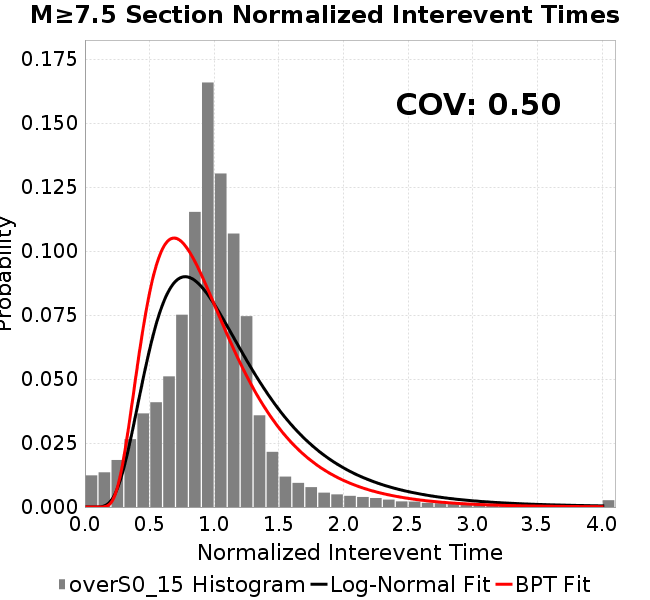 M≥7.5 Section Normalized Interevent Times
COV: 0.50
Probability
0.175
0.150
0.125
0.100
0.075
0.050
0.025
0.000
0.0 0.5 1.0 1.5 2.0 2.5 3.0 3.5 4.0
Normalized Interevent Time
overS0_15 Histogram Log-Normal Fit BPT Fit